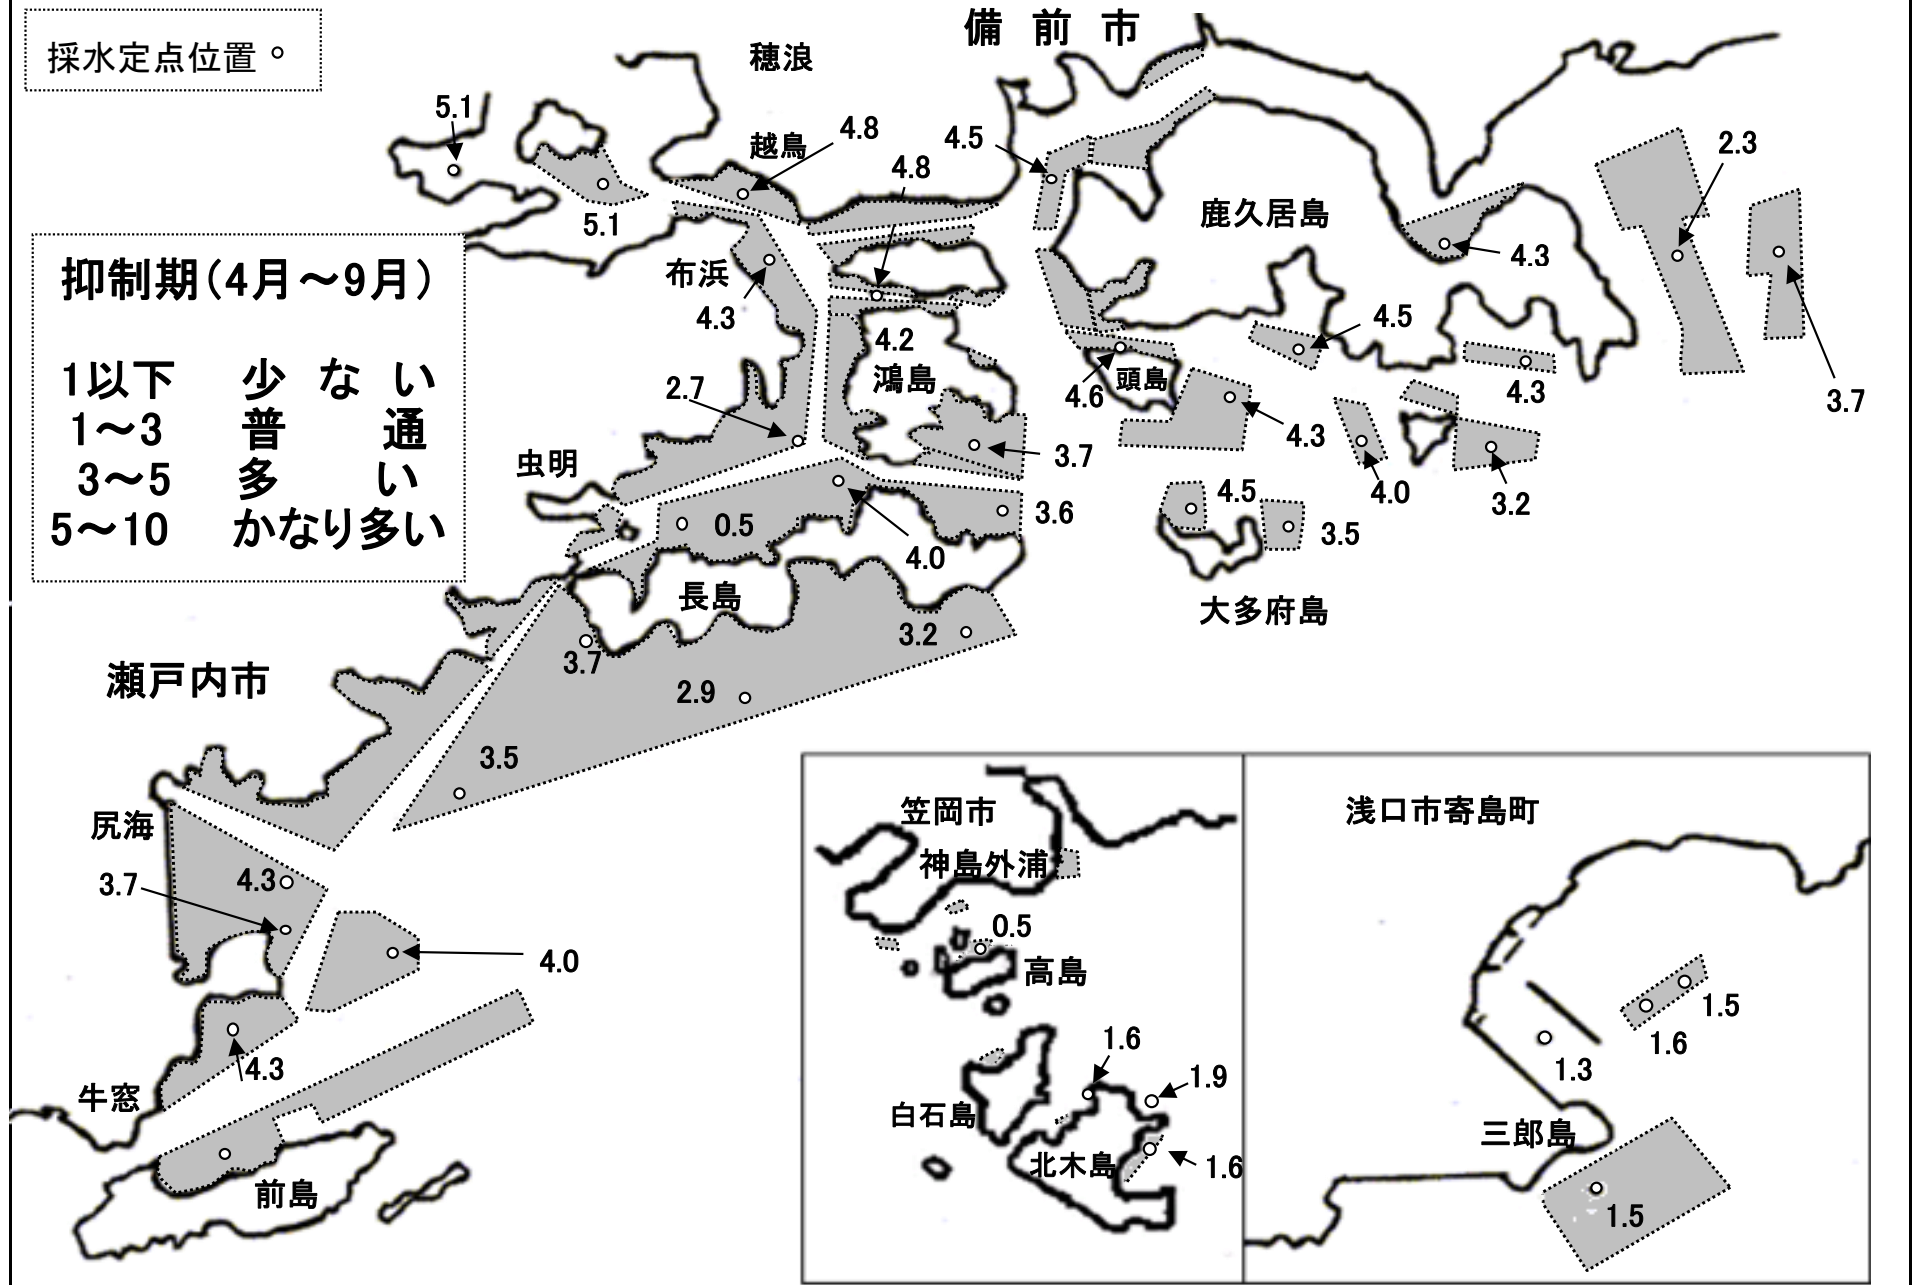 採水定点位置。
備前市
穂浪
5.1
越鳥
4.8
4.5
4.8
2.3
5.1
鹿久居島
4.3
抑制期(4月～9月)
1以下 少ない
1～3 普通
3～5 多い
5～10 かなり多い
布浜
4.3
4.2
鴻島
4.5
2.7
4.6
頭島
4.3
3.7
4.3
3.7
虫明
4.0
3.2
0.5
4.0
3.6
4.5
3.5
長島
大多府島
3.7
3.2
瀬戸内市
2.9
3.5
尻海
3.7
4.3
4.0
4.3
牛窓
前島
笠岡市
神島外浦
0.5
高島
1.6
1.9
白石島
北木島
1.6
浅口市寄島町
1.5
1.6
1.3
三郎島
1.5